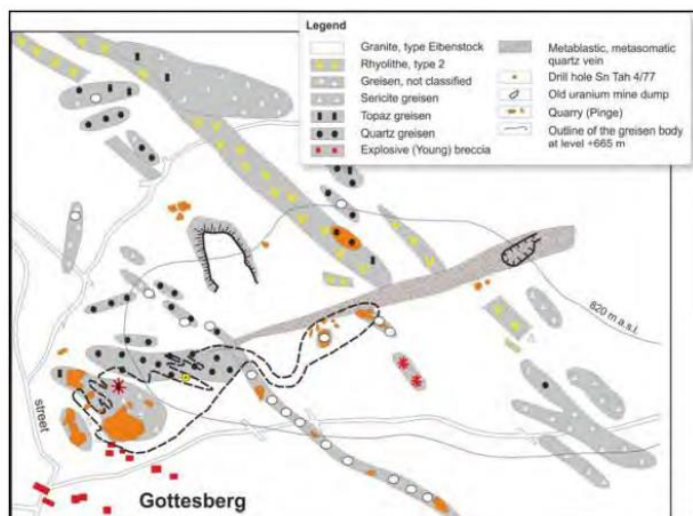 Legend
Granite, type Eibenstock
Rhyolithe, type 2
Greisen, not classified
Sericite greisen
Topaz greisen
Quartz greisen
Explosive (Young) breccia
Metablastic, metasomatic
quartz vein
Drill hole Sn Tah 4/77
Old uranium mine dump
Quarry (Pinge)
Outline of the greisen body
at level +665 m
820 m a.s.l.
street
Gottesberg